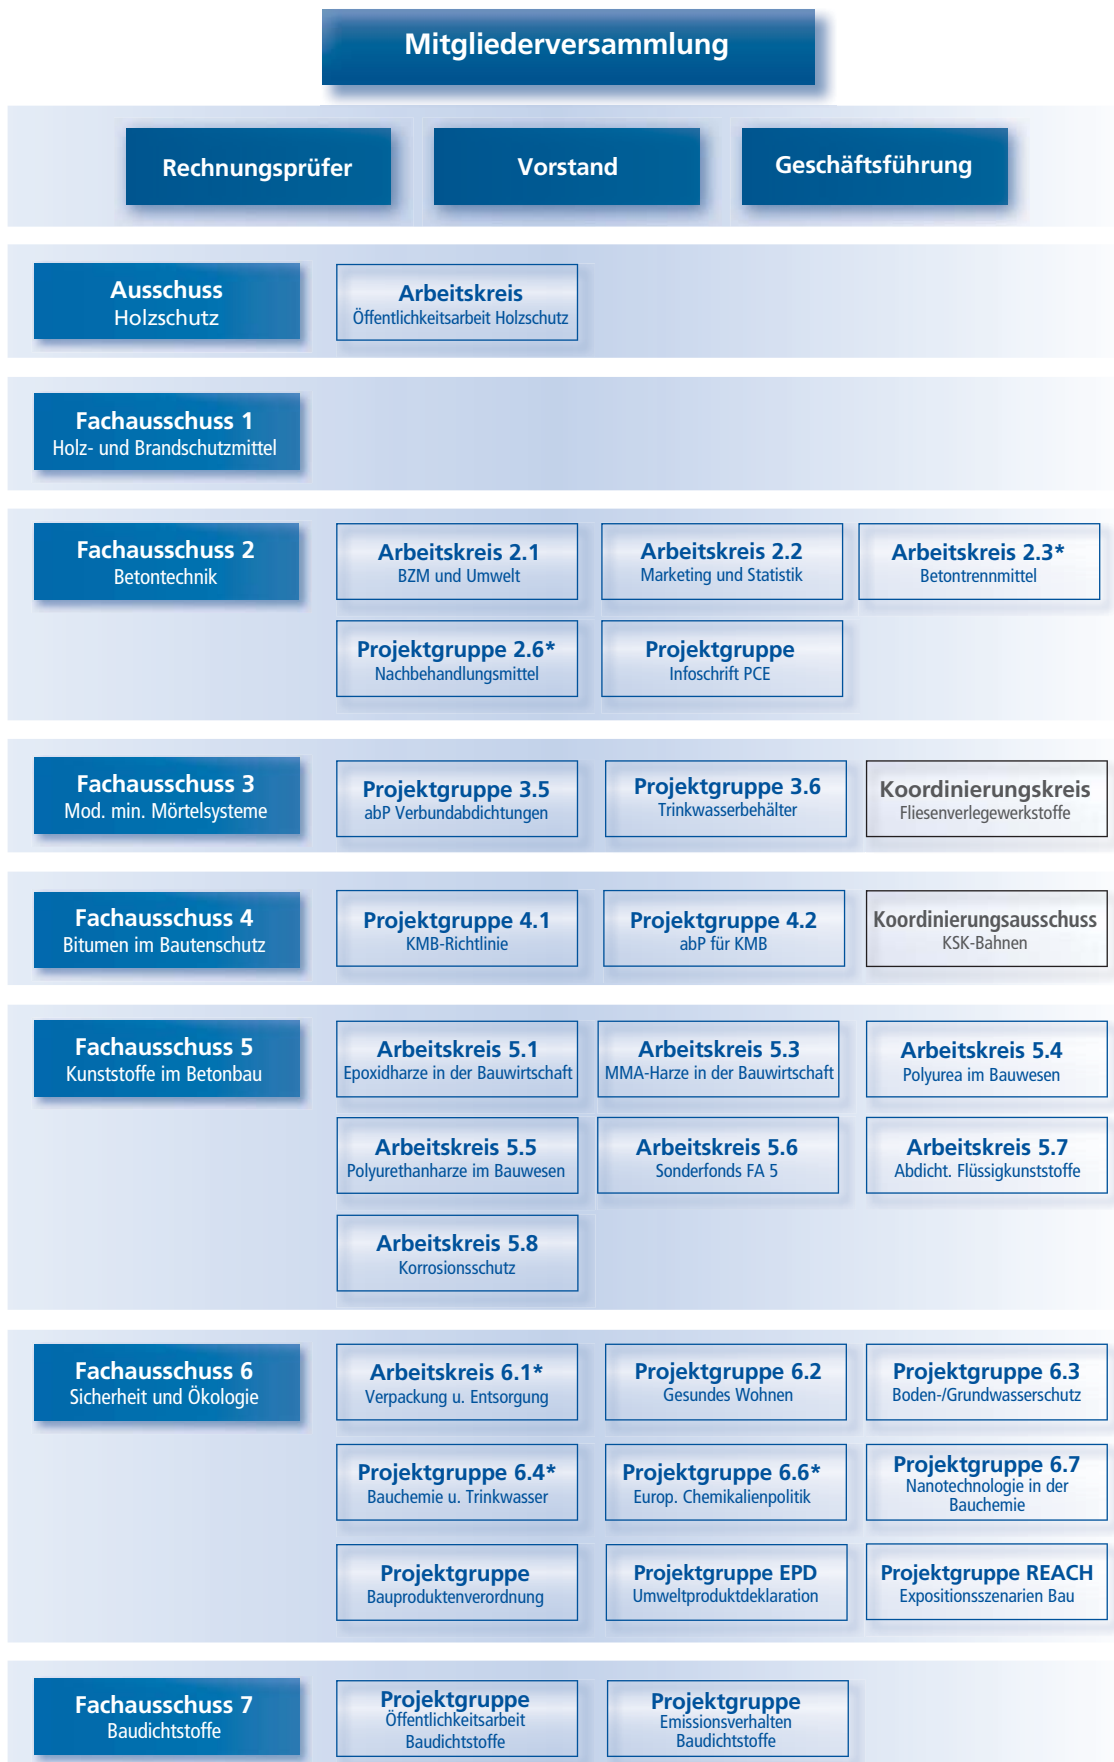 Mitgliederversammlung
Rechnungsprüfer
Vorstand
Geschäftsführung
Ausschuss
Holzschutz
Arbeitskreis
Öffentlichkeitsarbeit Holzschutz
Fachausschuss 1
Holz- und Brandschutzmittel
Fachausschuss 2
Betontechnik
Arbeitskreis 2.1
BZM und Umwelt
Arbeitskreis 2.2
Marketing und Statistik
Arbeitskreis 2.3*
Betontrennmittel
Projektgruppe 2.6*
Nachbehandlungsmittel
Projektgruppe
Infoschrift PCE
Fachausschuss 3
Mod. min. Mörtelsysteme
Projektgruppe 3.5
abP Verbundabdichtungen
Projektgruppe 3.6
Trinkwasserbehälter
Koordinierungskreis
Fliesenverlegewerkstoffe
Fachausschuss 4
Bitumen im Bautenschutz
Projektgruppe 4.1
KMB-Richtlinie
Projektgruppe 4.2
abP für KMB
Koordinierungsausschuss
KSK-Bahnen
Fachausschuss 5
Kunststoffe im Betonbau
Arbeitskreis 5.1
Epoxidharze in der Bauwirtschaft
Arbeitskreis 5.3
MMA-Harze in der Bauwirtschaft
Arbeitskreis 5.4
Polyurea im Bauwesen
Arbeitskreis 5.5
Polyurethanharze im Bauwesen
Arbeitskreis 5.6
Sonderfonds FA 5
Arbeitskreis 5.7
Abdicht. Flüssigkunststoffe
Arbeitskreis 5.8
Korrosionsschutz
Fachausschuss 6
Sicherheit und Ökologie
Arbeitskreis 6.1*
Verpackung u. Entsorgung
Projektgruppe 6.2
Gesundes Wohnen
Projektgruppe 6.3
Boden-/Grundwasserschutz
Projektgruppe 6.4*
Bauchemie u. Trinkwasser
Projektgruppe 6.6*
Europ. Chemikalienpolitik
Projektgruppe 6.7
Nanotechnologie in der
Bauchemie
Projektgruppe
Bauproduktenverordnung
Projektgruppe EPD
Umweltproduktdeklaration
Projektgruppe REACH
Expositionsszenarien Bau
Fachausschuss 7
Baudichtstoffe
Projektgruppe
Öffentlichkeitsarbeit
Baudichtstoffe
Projektgruppe
Emissionsverhalten
Baudichtstoffe